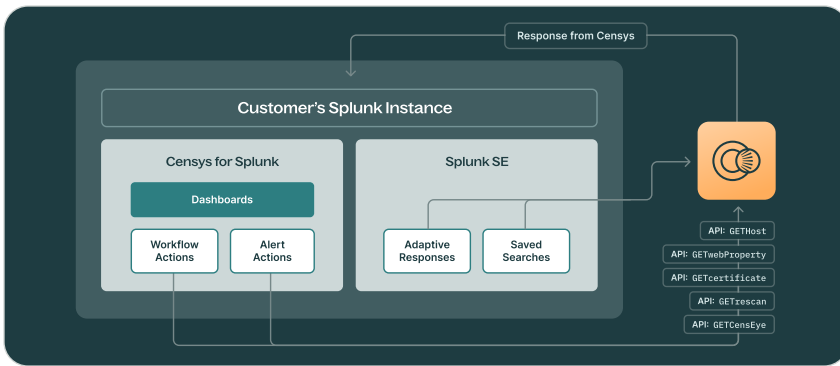 Response from Censys
Customer's Splunk Instance
Censys for Splunk
Dashboards
Workflow
Actions
Alert
Actions
Splunk SE
Adaptive
Responses
Saved
Searches
API: GETHost
API: GETwebProperty
API: GETcertificate
API: GETrescan
API: GETCensEye